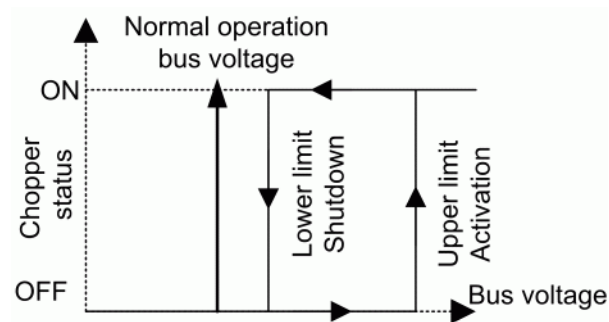 Normal operation
bus voltage
ON
Chopper
status
Lower limit
Shutdown
Upper limit
Activation
OFF
Bus voltage